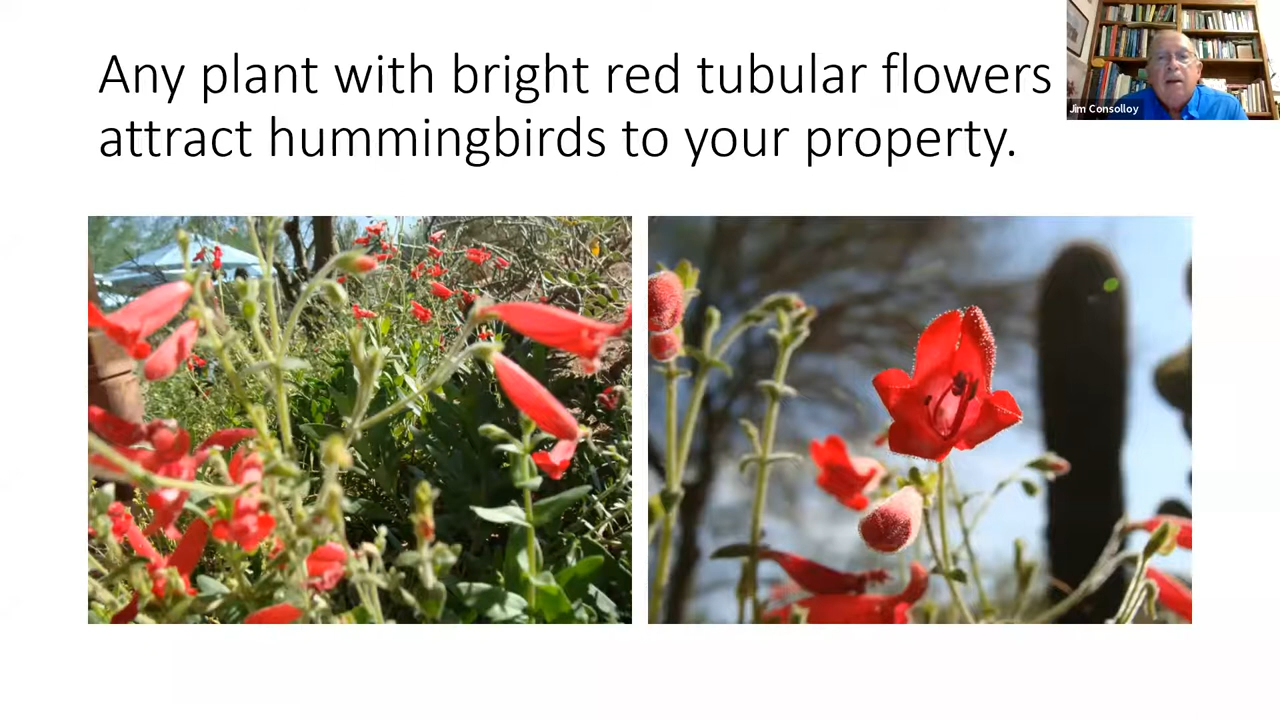 Any plant with bright red tubular flowers
attract hummingbirds to your property.
Jim Consolloy